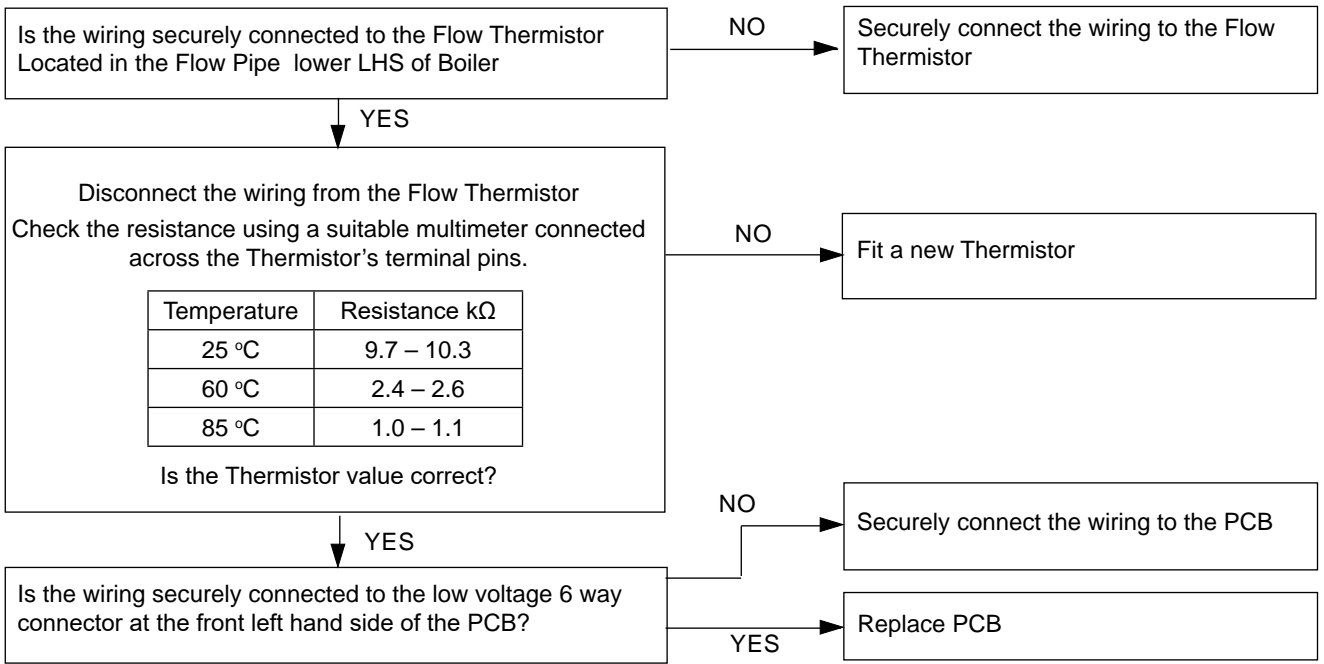 Is the wiring securely connected to the Flow Thermistor
Located in the Flow Pipe lower LHS of Boiler
NO
Securely connect the wiring to the Flow
Thermistor
YES
Disconnect the wiring from the Flow Thermistor
Check the resistance using a suitable multimeter connected
across the Thermistor's terminal pins.
NO
Fit a new Thermistor
Temperature Resistance kΩ
25 °C 9.7 – 10.3
60 °C 2.4 – 2.6
85 °C 1.0 – 1.1
Is the Thermistor value correct?
YES
NO
Securely connect the wiring to the PCB
Is the wiring securely connected to the low voltage 6 way
connector at the front left hand side of the PCB?
YES
Replace PCB